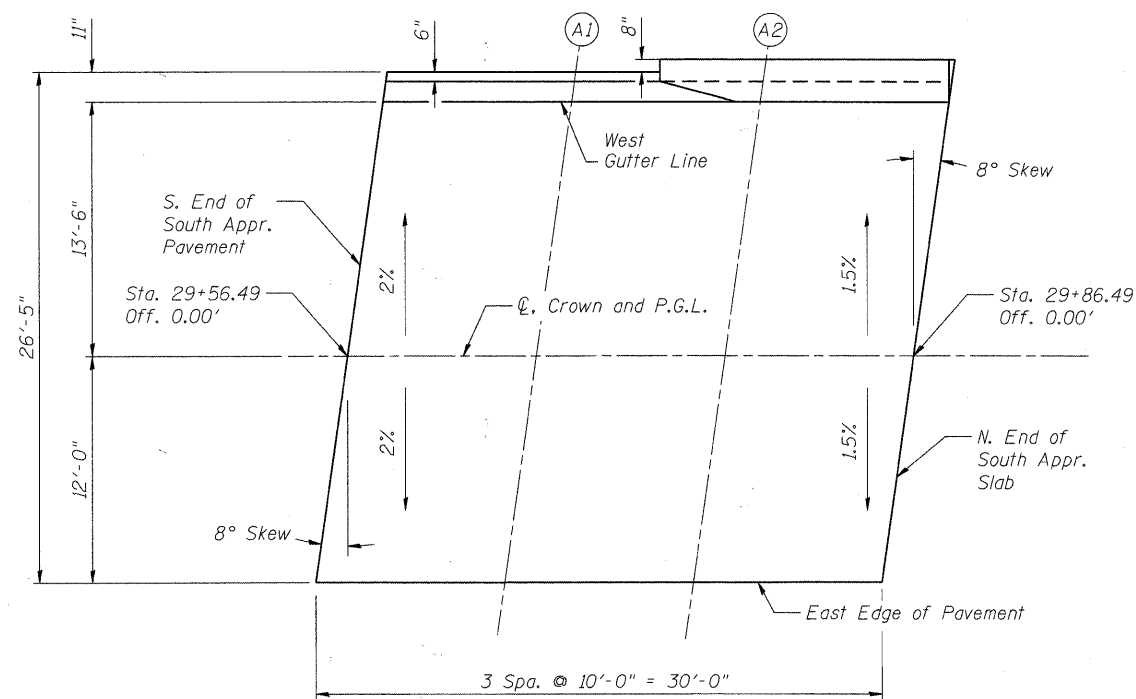 11"
6"
A1
8"
A2
West
Gutter Line
8° Skew
S. End of
South Appr.
Pavement
13'-6"
2%
1.5%
Sta. 29+56.49
Off. 0.00'
℄, Crown and P.G.L.
Sta. 29+86.49
Off. 0.00'
26'-5"
12'-0"
2%
1.5%
N. End of
South Appr.
Slab
8° Skew
East Edge of Pavement
3 Spa. @ 10'-0" = 30'-0"